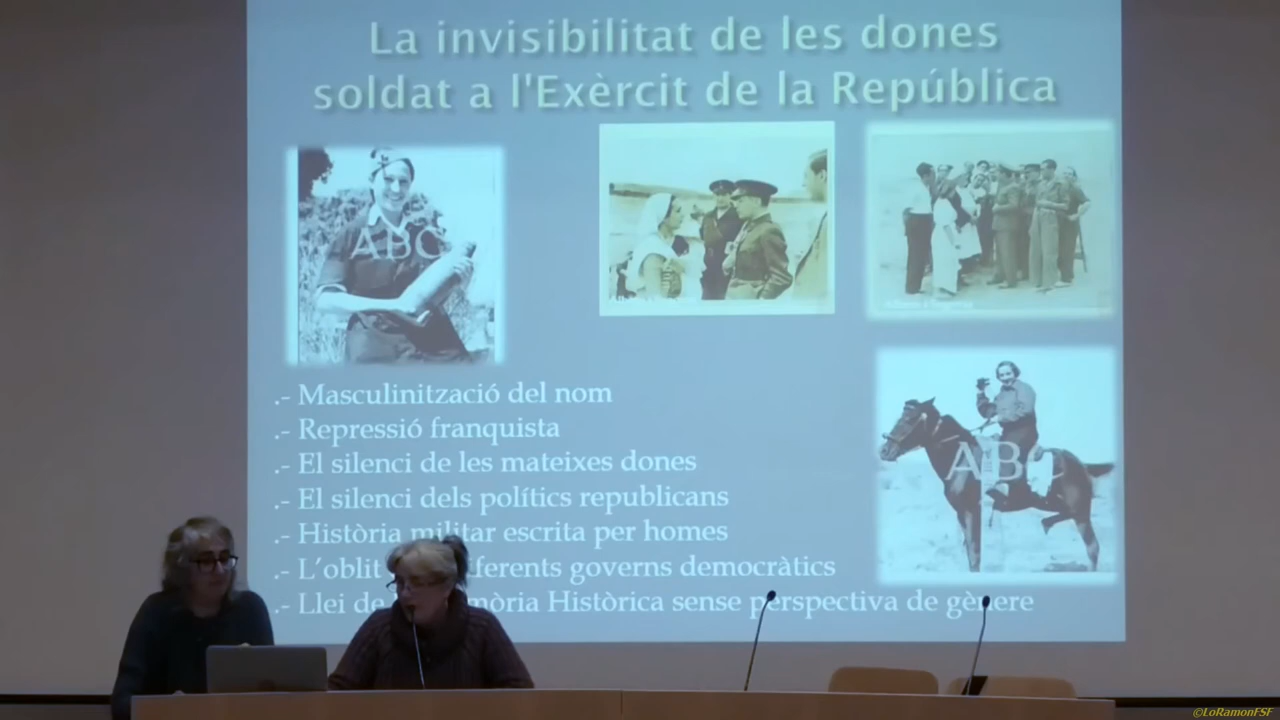 La invisibilitat de les dones
soldat a l'Exèrcit de la República
ABC
ABC
.- Masculinització del nom
.- Repressió franquista
.- El silenci de les mateixes dones
.- El silenci dels polítics republicans
.- Història militar escrita per homes
.- L’oblit ferents governs democràtics
.- Llei de mòria Històrica sense perspectiva de gènere
©LoRamonFSF